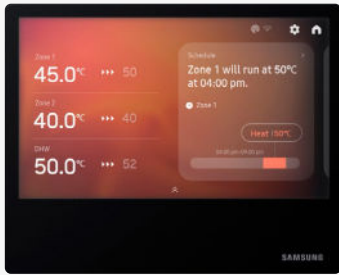 Zone 1
45.0°C ››› 50
Zone 2
40.0°C ››› 40
DHW
50.0°C ››› 52
Schedule
Zone 1 will run at 50°C
at 04:00 pm.
Zone 1
Heat | 50°C
SAMSUNG